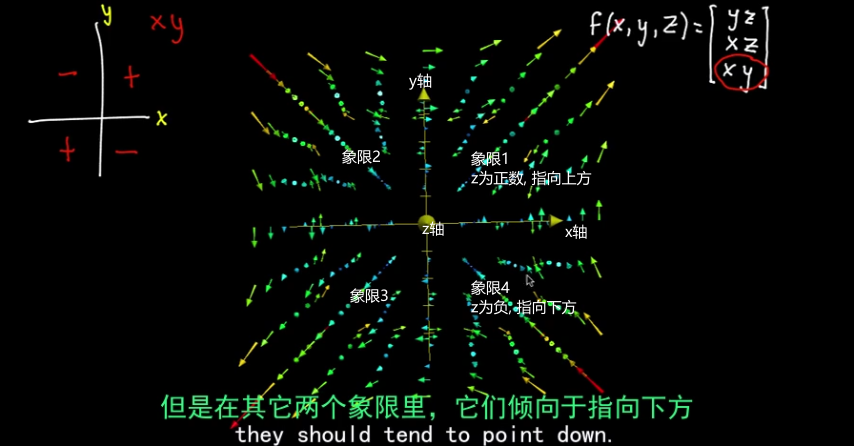 y
xy
- +
x
+ -
f(x,y,z)=[yz
xz
xy]
y轴
象限2
象限1
z为正数, 指向上方
z轴
x轴
象限3
象限4
z为负, 指向下方
但是在其它两个象限里，它们倾向于指向下方
they should tend to point down.